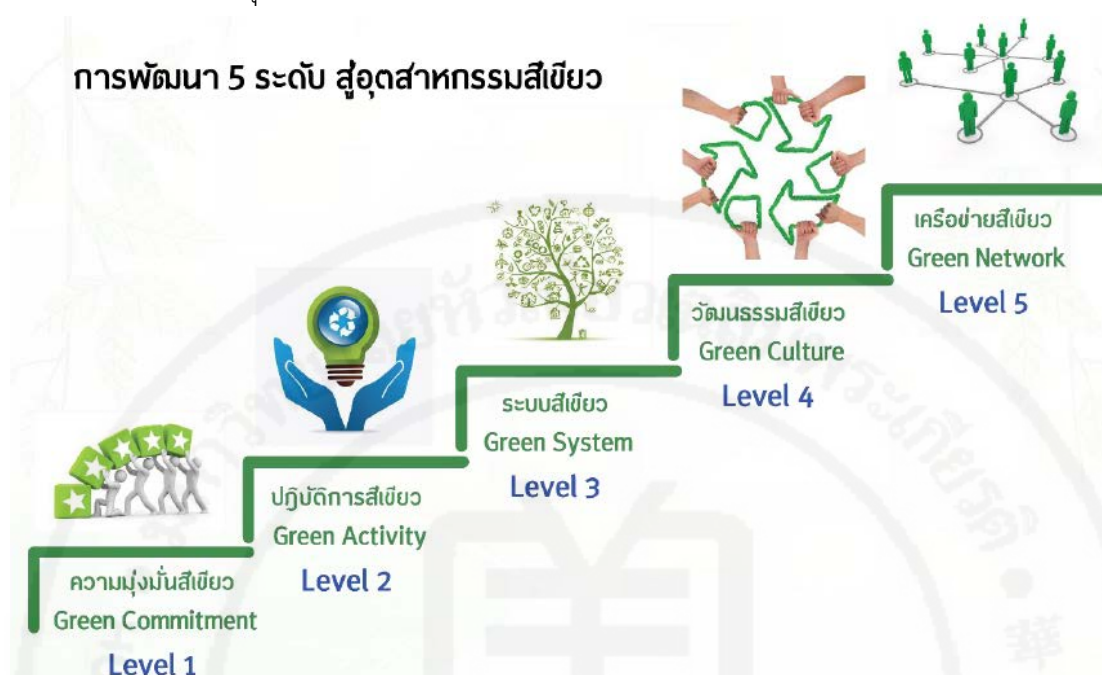 การพัฒนา 5 ระดับ สู่อุตสาหกรรมสีเขียว
ความมุ่งมั่นสีเขียว
Green Commitment
Level 1
ปฏิบัติการสีเขียว
Green Activity
Level 2
ระบบสีเขียว
Green System
Level 3
วัฒนธรรมสีเขียว
Green Culture
Level 4
เครือข่ายสีเขียว
Green Network
Level 5